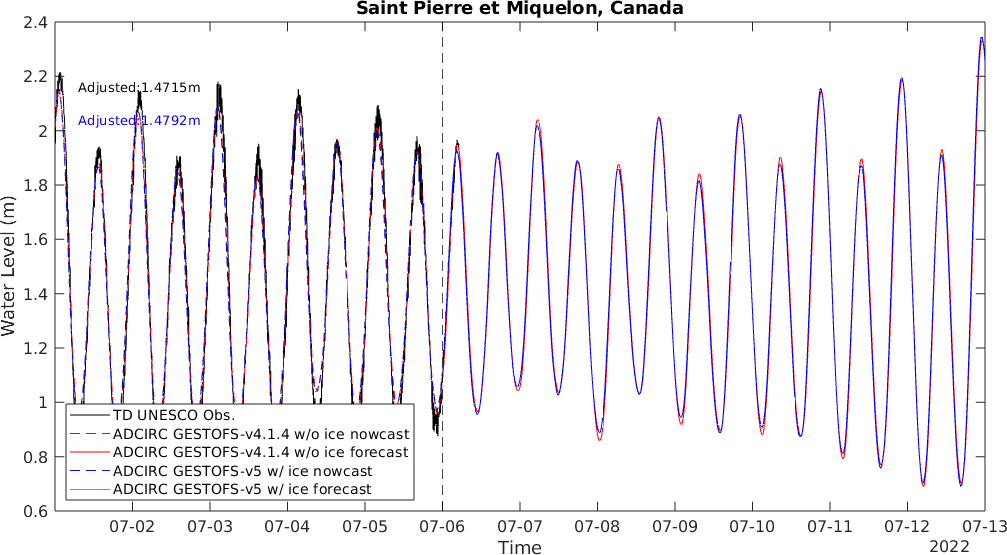 Saint Pierre et Miquelon, Canada
2.4
2.2
2
1.8
1.6
1.4
1.2
1
0.8
0.6
Water Level (m)
Adjusted:1.4715m
Adjusted:1.4792m
TD UNESCO Obs.
ADCIRC GESTOFS-v4.1.4 w/o ice nowcast
ADCIRC GESTOFS-v4.1.4 w/o ice forecast
ADCIRC GESTOFS-v5 w/ ice nowcast
ADCIRC GESTOFS-v5 w/ ice forecast
07-02 07-03 07-04 07-05 07-06 07-07 07-08 07-09 07-10 07-11 07-12 07-13
2022
Time